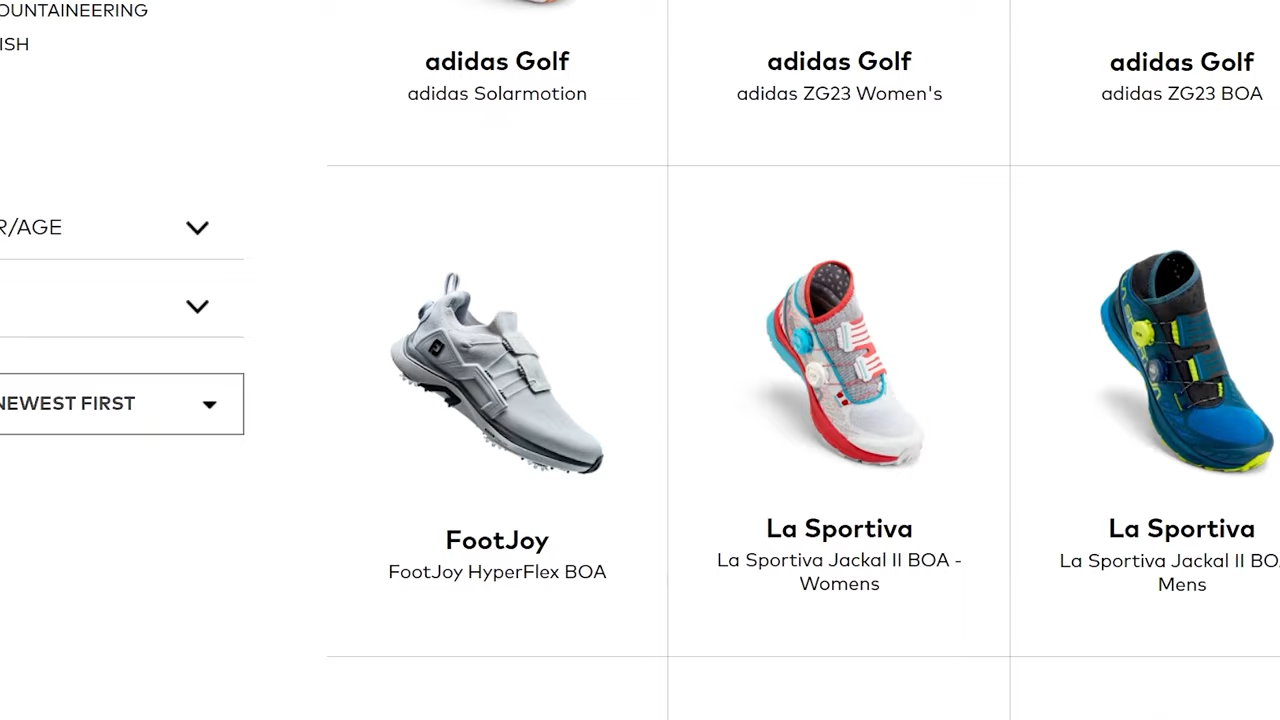 OUNTAINEERING
ISH
R/AGE
NEWEST FIRST
adidas Golf
adidas Solarmotion
adidas Golf
adidas ZG23 Women's
adidas Golf
adidas ZG23 BOA
FootJoy
FootJoy HyperFlex BOA
La Sportiva
La Sportiva Jackal II BOA -
Womens
La Sportiva
La Sportiva Jackal II BO
Mens